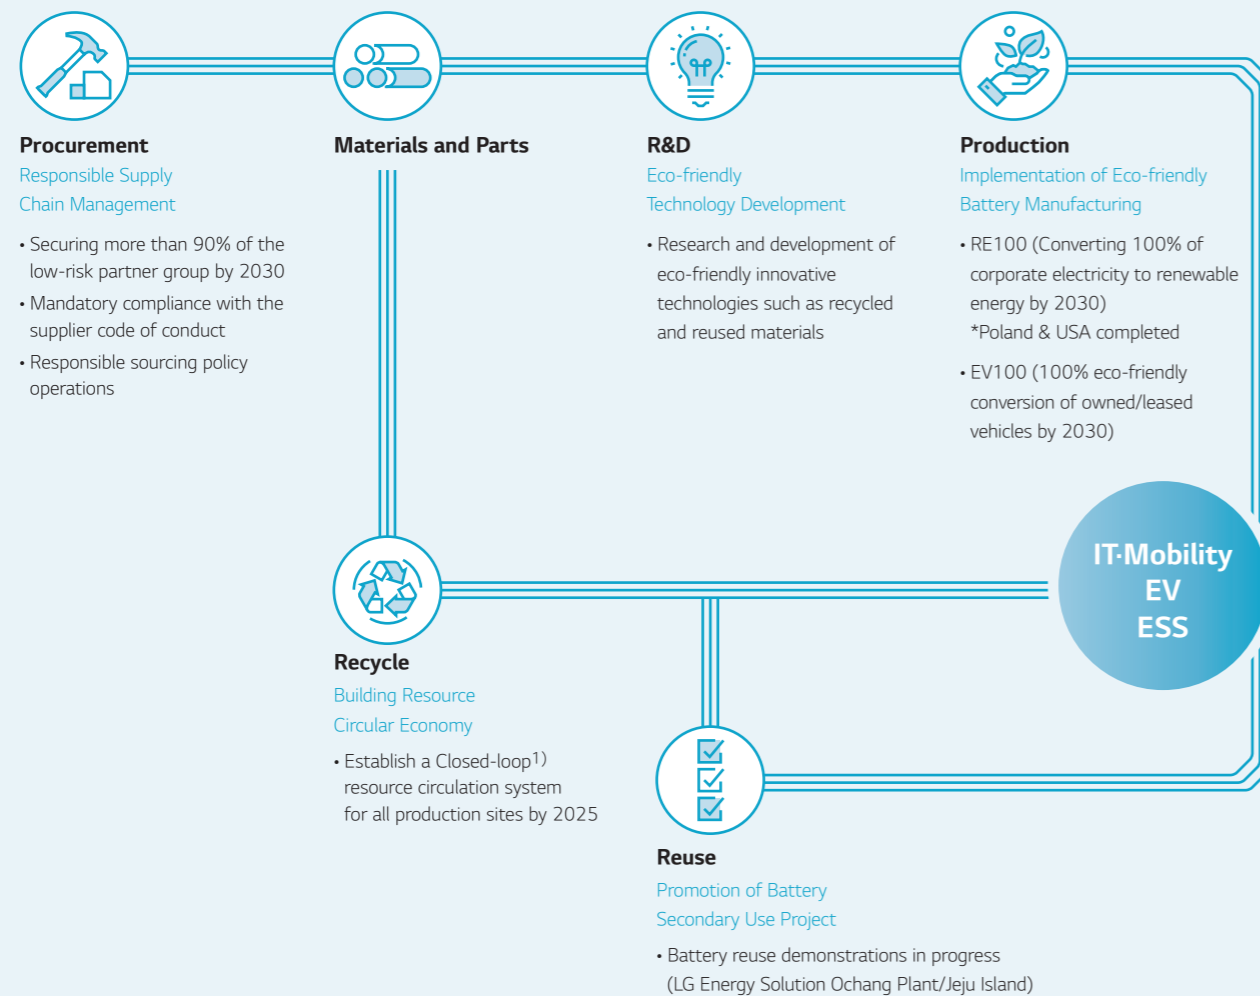 Procurement
Responsible Supply
Chain Management
• Securing more than 90% of the
low-risk partner group by 2030
• Mandatory compliance with the
supplier code of conduct
• Responsible sourcing policy
operations
Materials and Parts
R&D
Eco-friendly
Technology Development
• Research and development of
eco-friendly innovative
technologies such as recycled
and reused materials
Production
Implementation of Eco-friendly
Battery Manufacturing
• RE100 (Converting 100% of
corporate electricity to renewable
energy by 2030)
*Poland & USA completed
• EV100 (100% eco-friendly
conversion of owned/leased
vehicles by 2030)
IT·Mobility
EV
ESS
Recycle
Building Resource
Circular Economy
• Establish a Closed-loop1)
resource circulation system
for all production sites by 2025
Reuse
Promotion of Battery
Secondary Use Project
• Battery reuse demonstrations in progress
(LG Energy Solution Ochang Plant/Jeju Island)